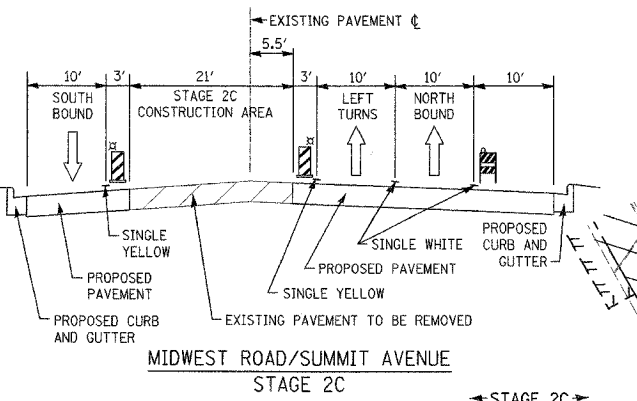 EXISTING PAVEMENT ℄
5.5'
10' 3' 21' 3' 10' 10' 10'
SOUTH
BOUND
STAGE 2C
CONSTRUCTION AREA
LEFT
TURNS
NORTH
BOUND
SINGLE
YELLOW
PROPOSED
PAVEMENT
PROPOSED CURB
AND GUTTER
EXISTING PAVEMENT TO BE REMOVED
SINGLE YELLOW
PROPOSED PAVEMENT
SINGLE WHITE
PROPOSED
CURB AND
GUTTER
MIDWEST ROAD/SUMMIT AVENUE
STAGE 2C
STAGE 2C